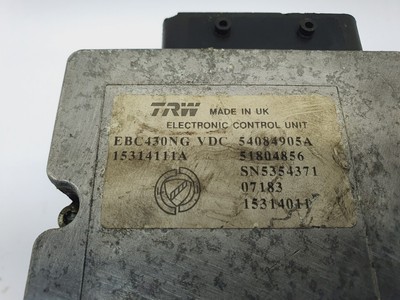 TRW MADE IN UK
ELECTRONIC CONTROL UNIT
EBC430NG VDC 54084905A
15314111A 51804856
SN5354371
07183
15314011